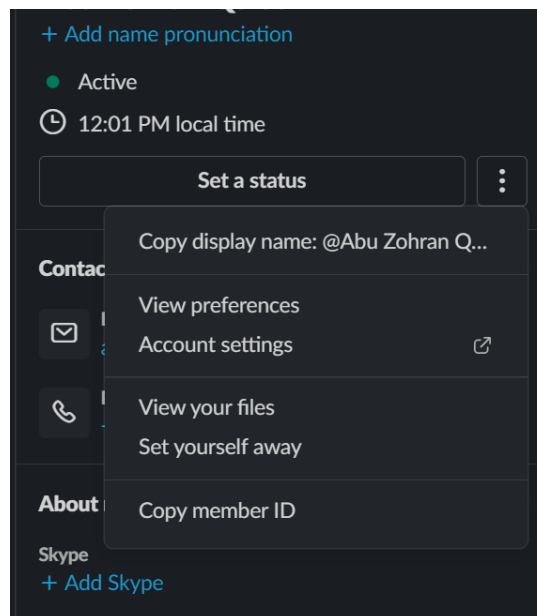 + Add name pronunciation
Active
12:01 PM local time
Set a status
Copy display name: @Abu Zohran Q...
Contac
View preferences
Account settings
View your files
Set yourself away
About
Copy member ID
Skype
+ Add Skype